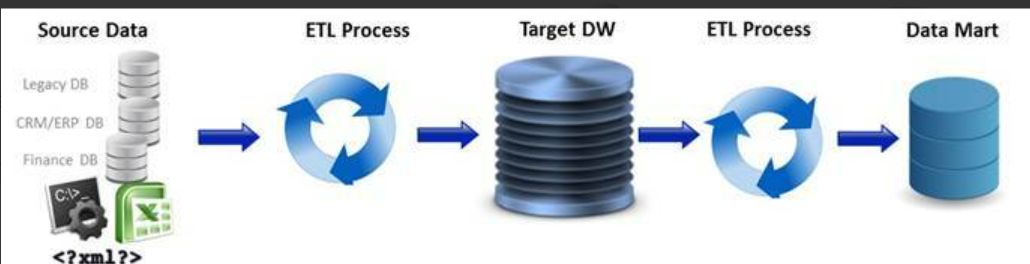 Source Data
ETL Process
Target DW
ETL Process
Data Mart
Legacy DB
CRM/ERP DB
Finance DB
C:\>_
X
<?xml?>